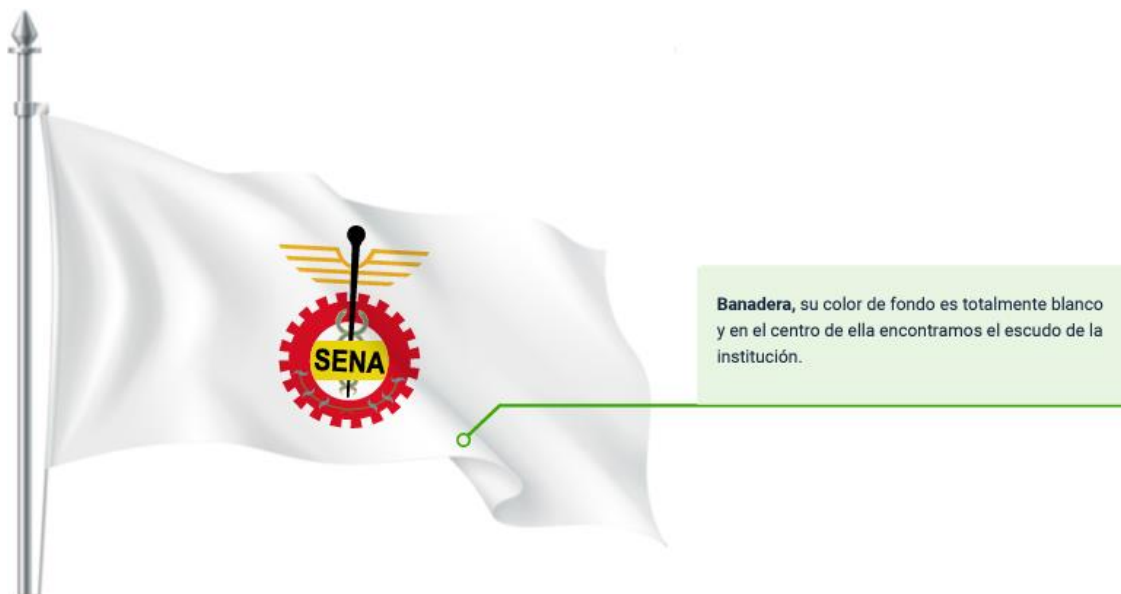 SENA
Banadera, su color de fondo es totalmente blanco
y en el centro de ella encontramos el escudo de la
institución.